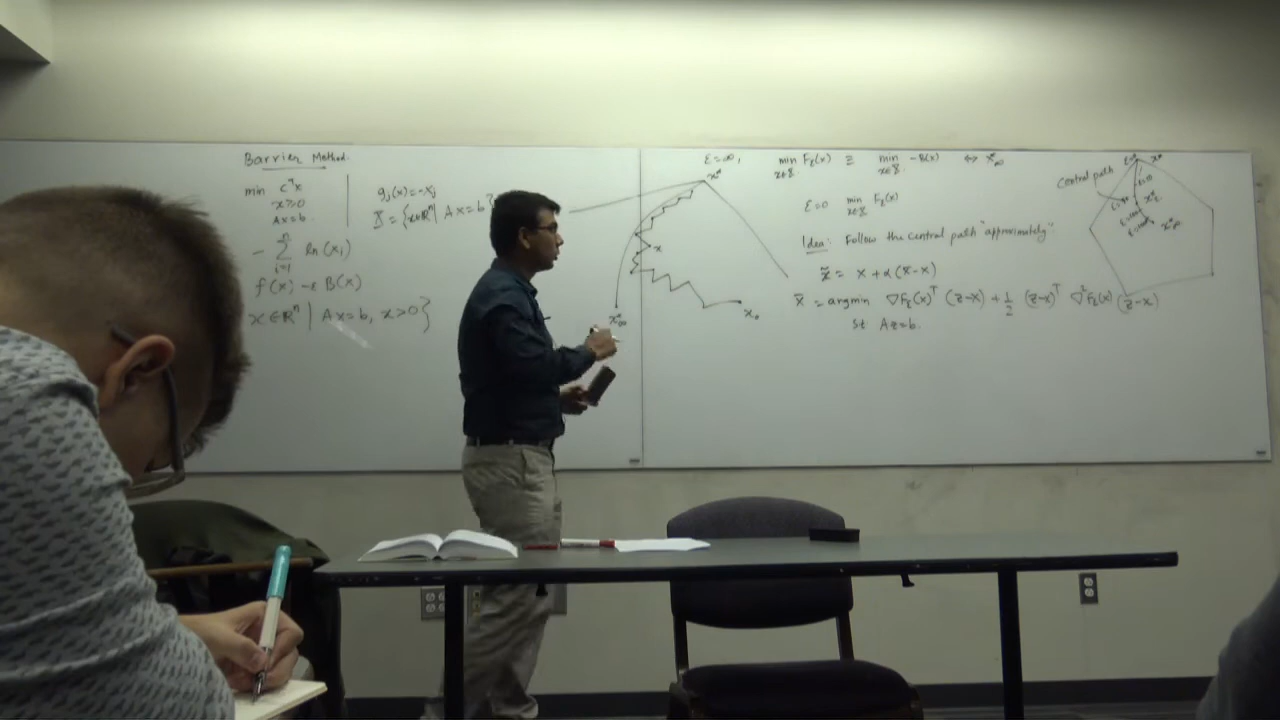 Barrier Method
min cᵀx
x≥0
Ax=b.
gⱼ(x)=-xⱼ
X = {x∈ℝⁿ | Ax=b}
- Σ ln(xᵢ)
i=1
n
f(x) - ε B(x)
x∈ℝⁿ | Ax=b, x>0}
x*
x
x*∞
x₀
ε=∞,
min F_ε(x) ≡ min -B(x) ⇔ x*∞
x∈X x∈X
ε=0 min F_ε(x)
x∈X
Idea: Follow the central path "approximately".
x̃ = x + α(x̄-x)
x̄ = argmin ∇F_ε(x)ᵀ (z-x) + 1/2 (z-x)ᵀ ∇²F_ε(x) (z-x)
st Az=b.
Central path
ε=0 x*
x*ε
x*∞